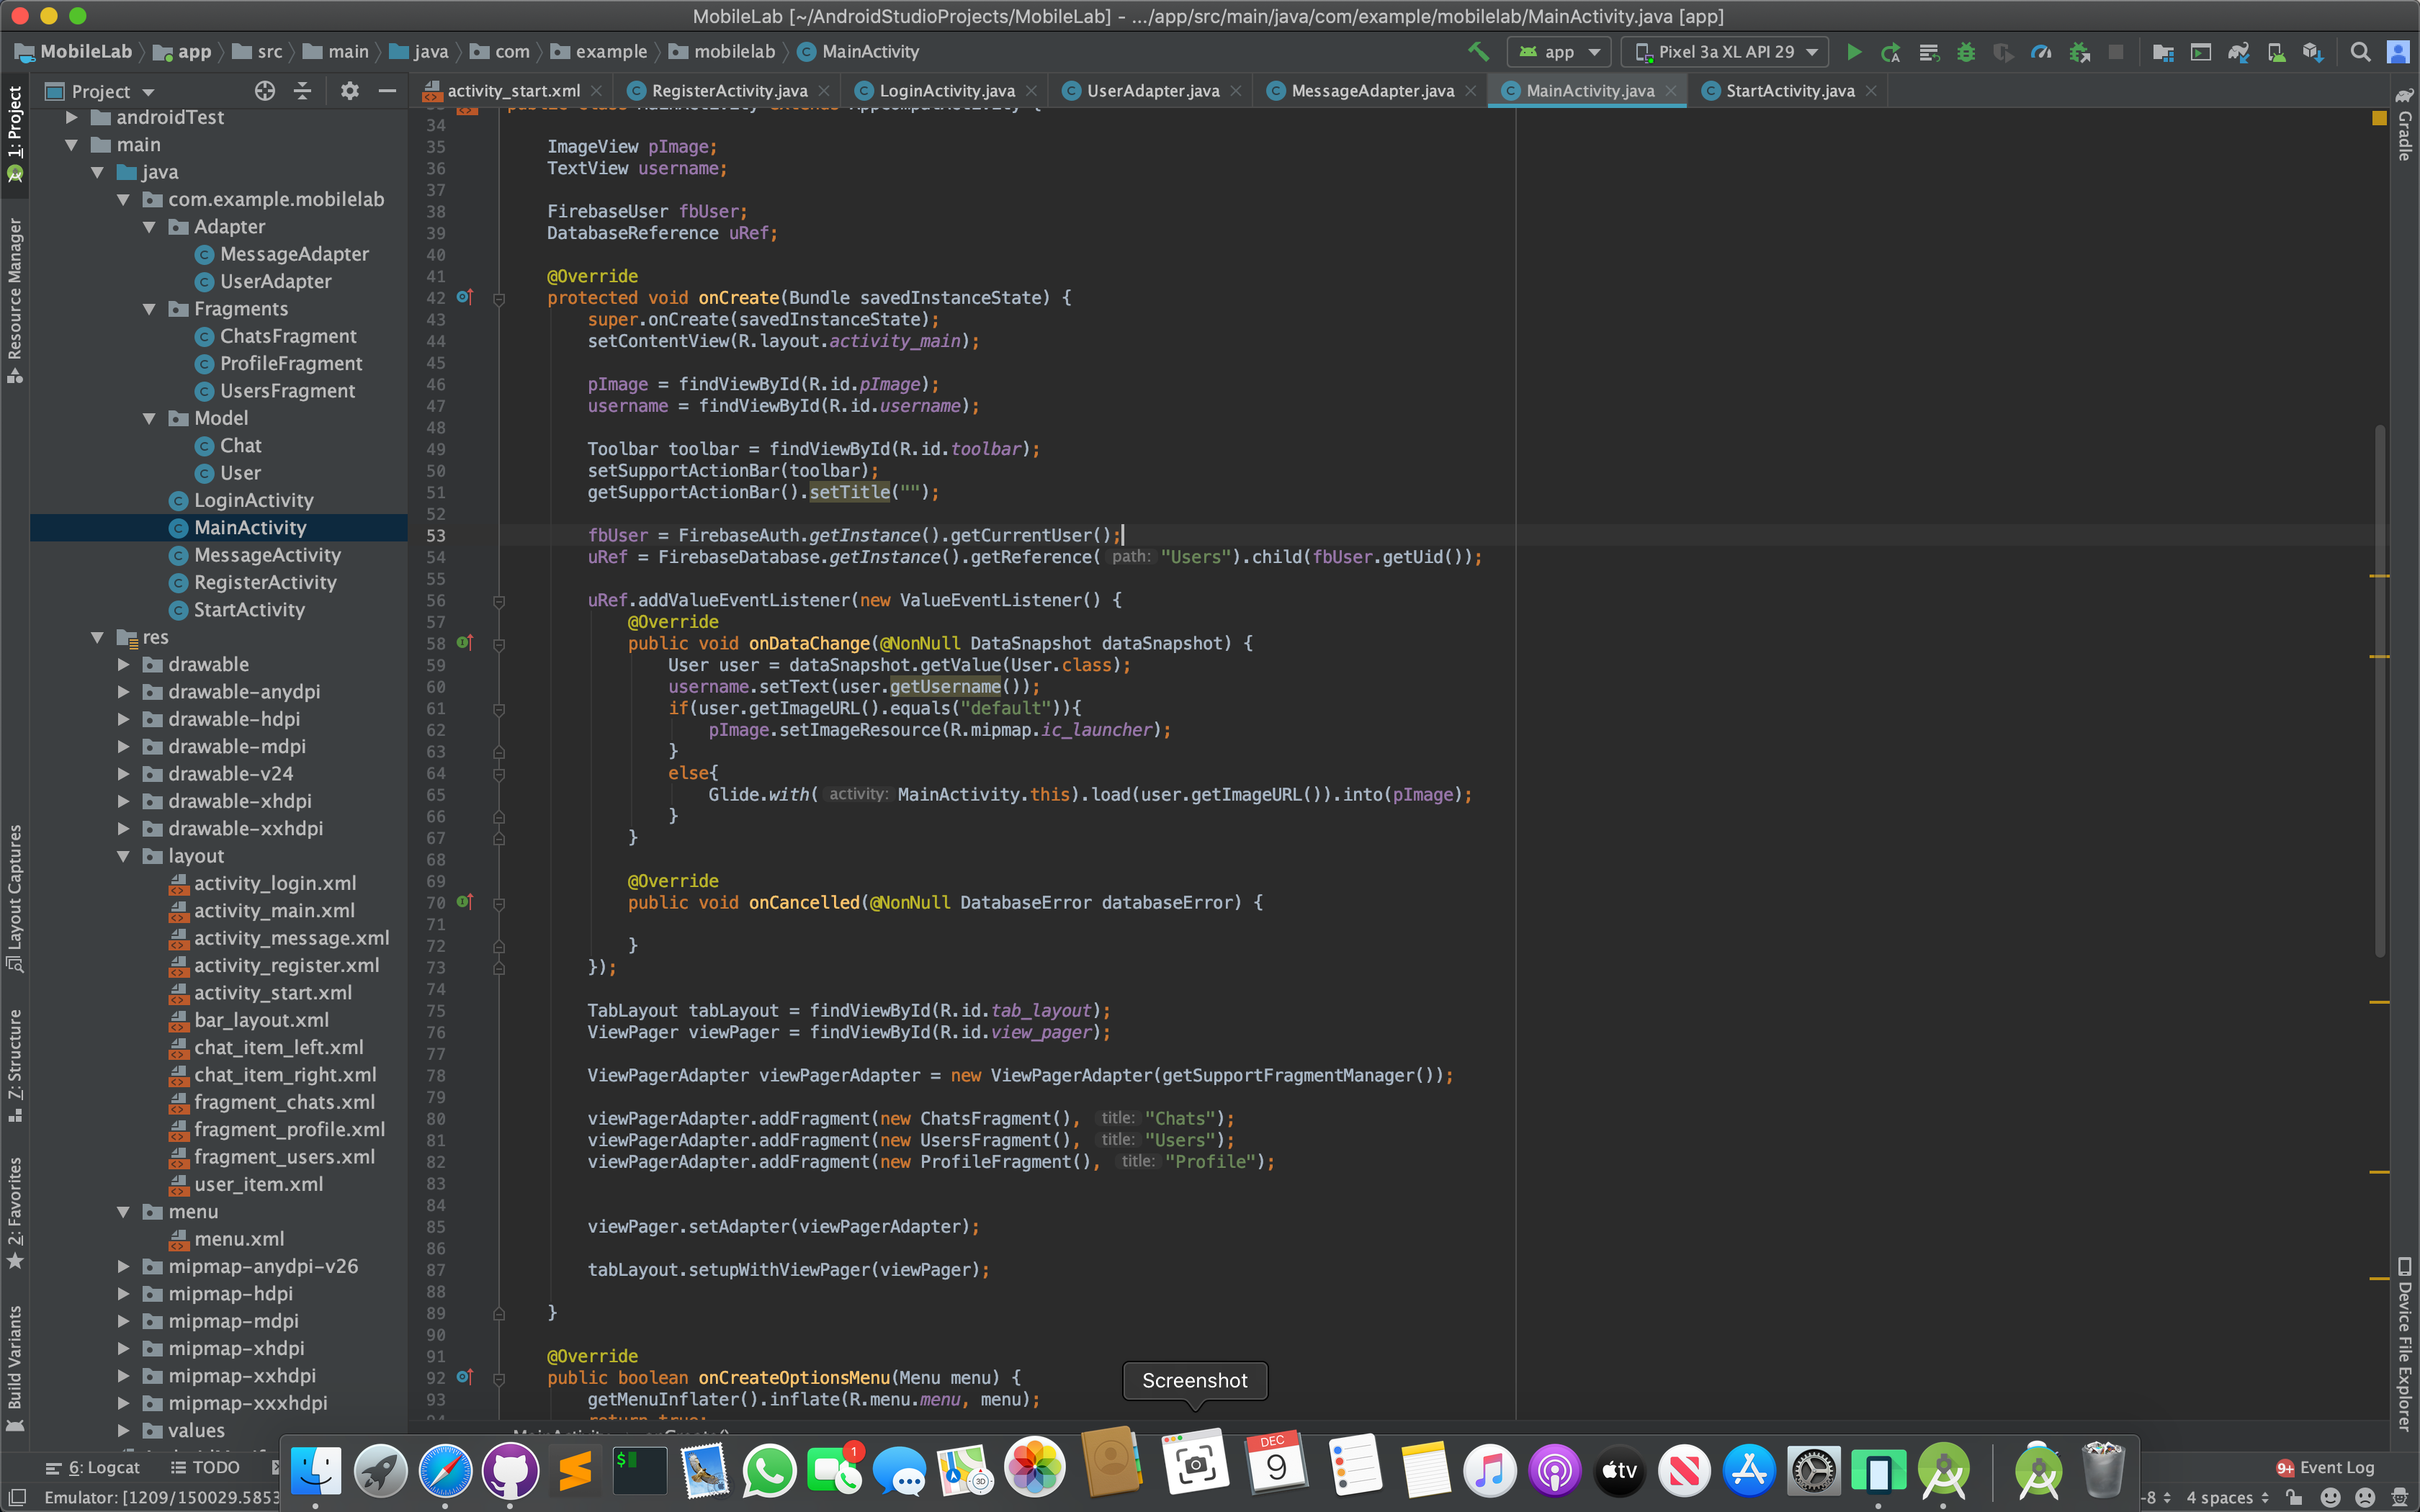 MobileLab [~/AndroidStudioProjects/MobileLab] - .../app/src/main/java/com/example/mobilelab/MainActivity.java [app]
MobileLab app src main java com example mobilelab MainActivity
app Pixel 3a XL API 29
Project
activity_start.xml RegisterActivity.java LoginActivity.java UserAdapter.java MessageAdapter.java MainActivity.java StartActivity.java
1: Project
Resource Manager
Layout Captures
7: Structure
2: Favorites
Build Variants
androidTest
main
java
com.example.mobilelab
Adapter
MessageAdapter
UserAdapter
Fragments
ChatsFragment
ProfileFragment
UsersFragment
Model
Chat
User
LoginActivity
MainActivity
MessageActivity
RegisterActivity
StartActivity
res
drawable
drawable-anydpi
drawable-hdpi
drawable-mdpi
drawable-v24
drawable-xhdpi
drawable-xxhdpi
layout
activity_login.xml
activity_main.xml
activity_message.xml
activity_register.xml
activity_start.xml
bar_layout.xml
chat_item_left.xml
chat_item_right.xml
fragment_chats.xml
fragment_profile.xml
fragment_users.xml
user_item.xml
menu
menu.xml
mipmap-anydpi-v26
mipmap-hdpi
mipmap-mdpi
mipmap-xhdpi
mipmap-xxhdpi
mipmap-xxxhdpi
values
34
35 ImageView pImage;
36 TextView username;
37
38 FirebaseUser fbUser;
39 DatabaseReference uRef;
40
41 @Override
42 protected void onCreate(Bundle savedInstanceState) {
43 super.onCreate(savedInstanceState);
44 setContentView(R.layout.activity_main);
45
46 pImage = findViewById(R.id.pImage);
47 username = findViewById(R.id.username);
48
49 Toolbar toolbar = findViewById(R.id.toolbar);
50 setSupportActionBar(toolbar);
51 getSupportActionBar().setTitle("");
52
53 fbUser = FirebaseAuth.getInstance().getCurrentUser();
54 uRef = FirebaseDatabase.getInstance().getReference( path: "Users").child(fbUser.getUid());
55
56 uRef.addValueEventListener(new ValueEventListener() {
57 @Override
58 public void onDataChange(@NonNull DataSnapshot dataSnapshot) {
59 User user = dataSnapshot.getValue(User.class);
60 username.setText(user.getUsername());
61 if(user.getImageURL().equals("default")){
62 pImage.setImageResource(R.mipmap.ic_launcher);
63 }
64 else{
65 Glide.with( activity: MainActivity.this).load(user.getImageURL()).into(pImage);
66 }
67 }
68
69 @Override
70 public void onCancelled(@NonNull DatabaseError databaseError) {
71
72 }
73 });
74
75 TabLayout tabLayout = findViewById(R.id.tab_layout);
76 ViewPager viewPager = findViewById(R.id.view_pager);
77
78 ViewPagerAdapter viewPagerAdapter = new ViewPagerAdapter(getSupportFragmentManager());
79
80 viewPagerAdapter.addFragment(new ChatsFragment(), title: "Chats");
81 viewPagerAdapter.addFragment(new UsersFragment(), title: "Users");
82 viewPagerAdapter.addFragment(new ProfileFragment(), title: "Profile");
83
84
85 viewPager.setAdapter(viewPagerAdapter);
86
87 tabLayout.setupWithViewPager(viewPager);
88
89 }
90
91 @Override
92 public boolean onCreateOptionsMenu(Menu menu) {
93 getMenuInflater().inflate(R.menu.menu, menu);
Gradle
Device File Explorer
Screenshot
6: Logcat TODO
9+ Event Log
Emulator: [1209/150029.5853
-8 4 spaces
$
1
3D
DEC
9
tv